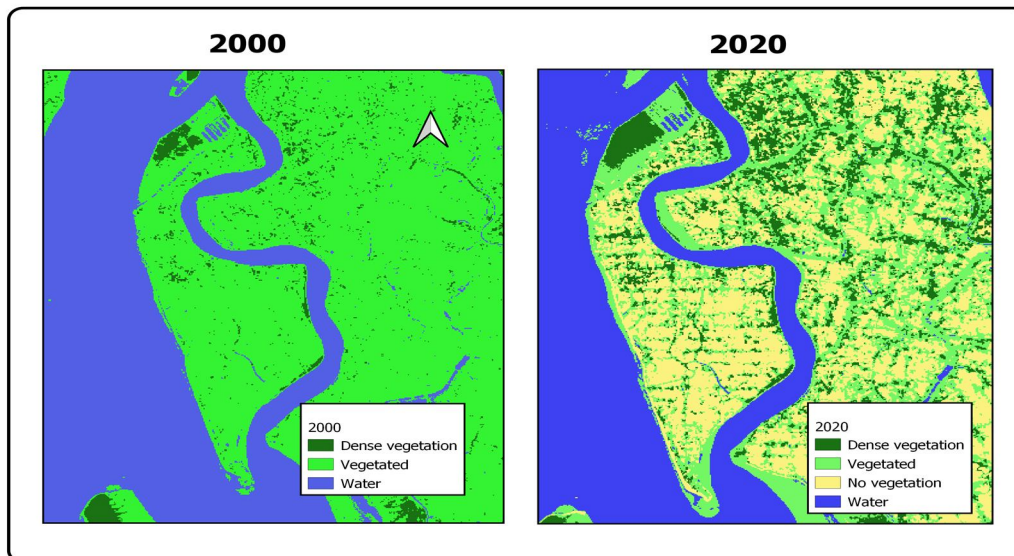 2000
2020
2000
Dense vegetation
Vegetated
Water
2020
Dense vegetation
Vegetated
No vegetation
Water